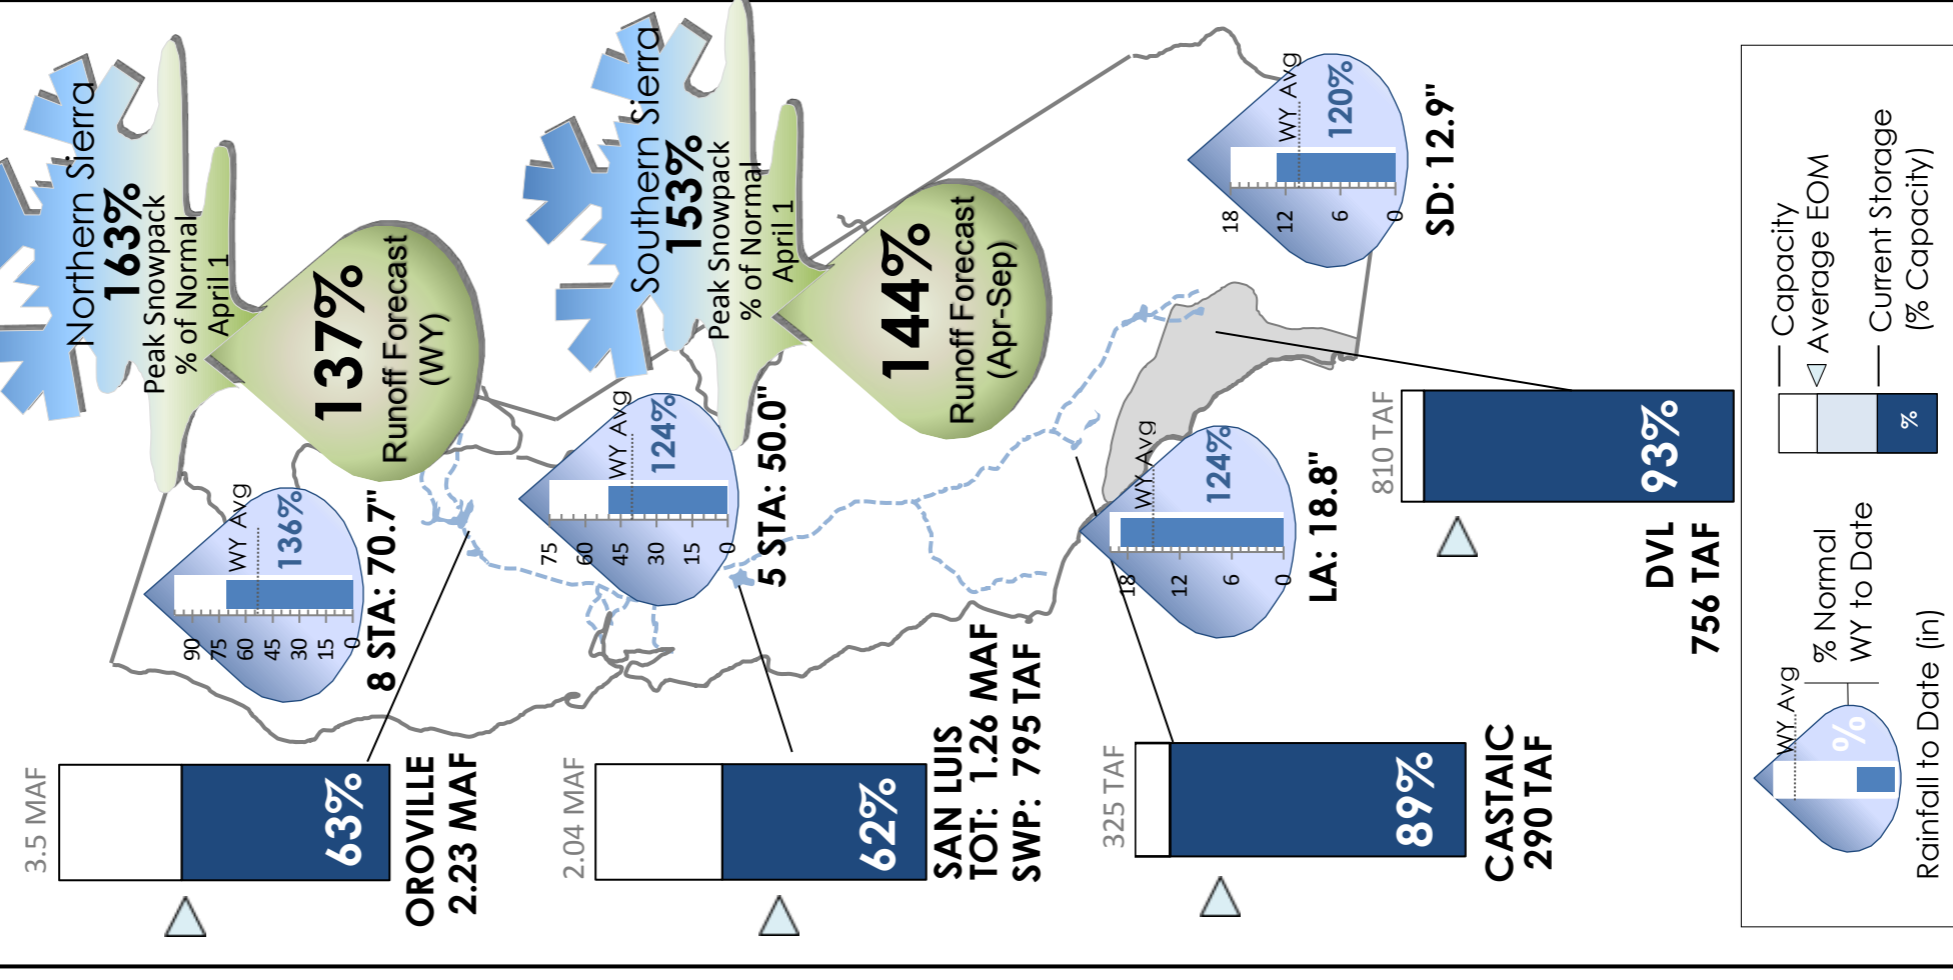 Northern Sierra
163%
Peak Snowpack
% of Normal
April 1
137%
Runoff Forecast
(WY)
WY Avg
136%
90
75
60
45
30
15
0
8 STA: 70.7"
3.5 MAF
63%
OROVILLE
2.23 MAF
Southern Sierra
153%
Peak Snowpack
% of Normal
April 1
144%
Runoff Forecast
(Apr-Sep)
WY Avg
124%
75
60
45
30
15
0
5 STA: 50.0"
2.04 MAF
62%
SAN LUIS
TOT: 1.26 MAF
SWP: 795 TAF
WY Avg
120%
18
12
6
0
SD: 12.9"
WY Avg
124%
18
12
6
0
LA: 18.8"
325 TAF
89%
CASTAIC
290 TAF
810 TAF
93%
DVL
756 TAF
Capacity
Average EOM
Current Storage
(% Capacity)
%
WY Avg
%
% Normal
WY to Date
Rainfall to Date (in)